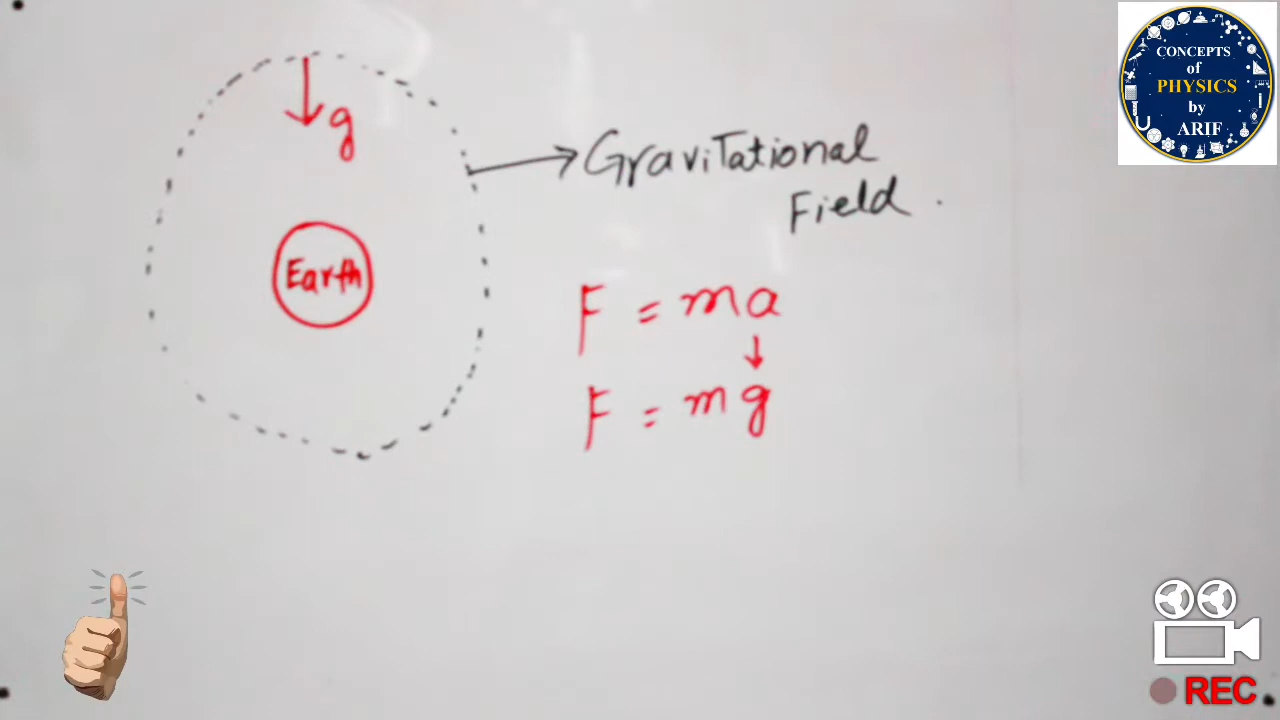 g
GraviTational
Field .
Earth
F = ma
F = mg
CONCEPTS
of
PHYSICS
by
ARIF
REC